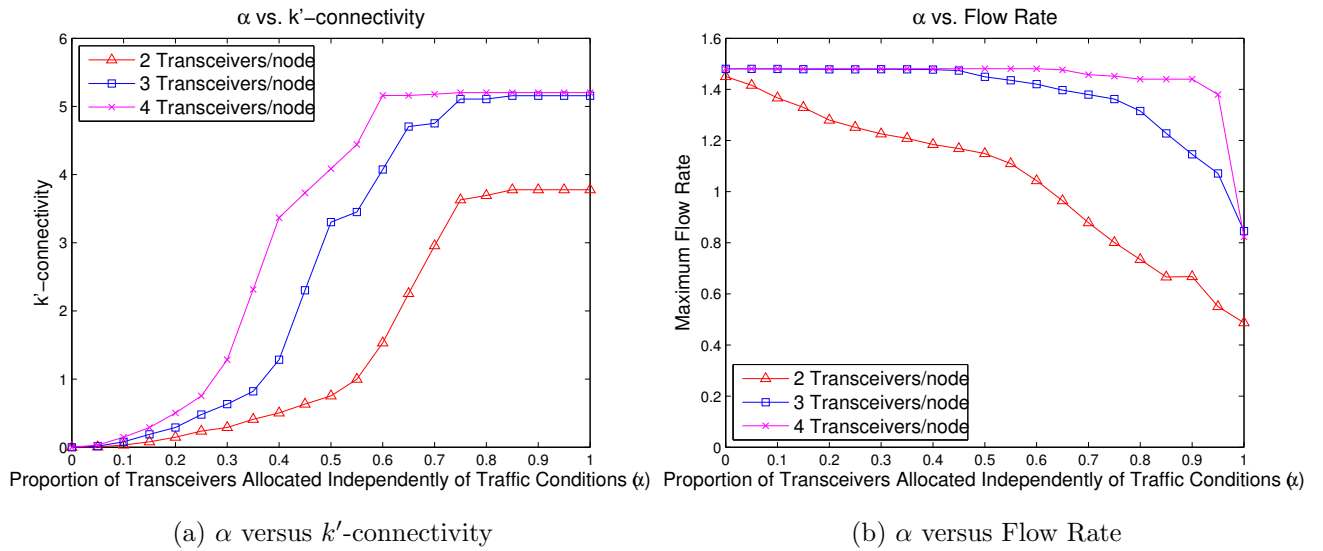 α vs. k'−connectivity
6
5
4
3
2
1
0
k'−connectivity
2 Transceivers/node
3 Transceivers/node
4 Transceivers/node
0 0.1 0.2 0.3 0.4 0.5 0.6 0.7 0.8 0.9 1
Proportion of Transceivers Allocated Independently of Traffic Conditions (α)
(a) α versus k′-connectivity
α vs. Flow Rate
1.6
1.4
1.2
1
0.8
0.6
0.4
0.2
0
Maximum Flow Rate
2 Transceivers/node
3 Transceivers/node
4 Transceivers/node
0 0.1 0.2 0.3 0.4 0.5 0.6 0.7 0.8 0.9 1
Proportion of Transceivers Allocated Independently of Traffic Conditions (α)
(b) α versus Flow Rate